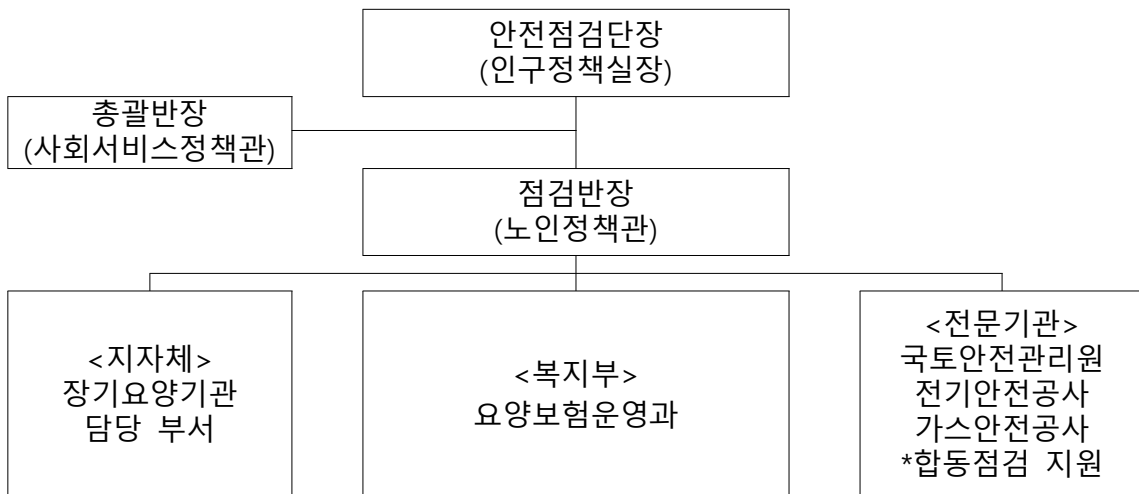 안전점검단장
(인구정책실장)
총괄반장
(사회서비스정책관)
점검반장
(노인정책관)
<지자체>
장기요양기관
담당 부서
<복지부>
요양보험운영과
<전문기관>
국토안전관리원
전기안전공사
가스안전공사
*합동점검 지원